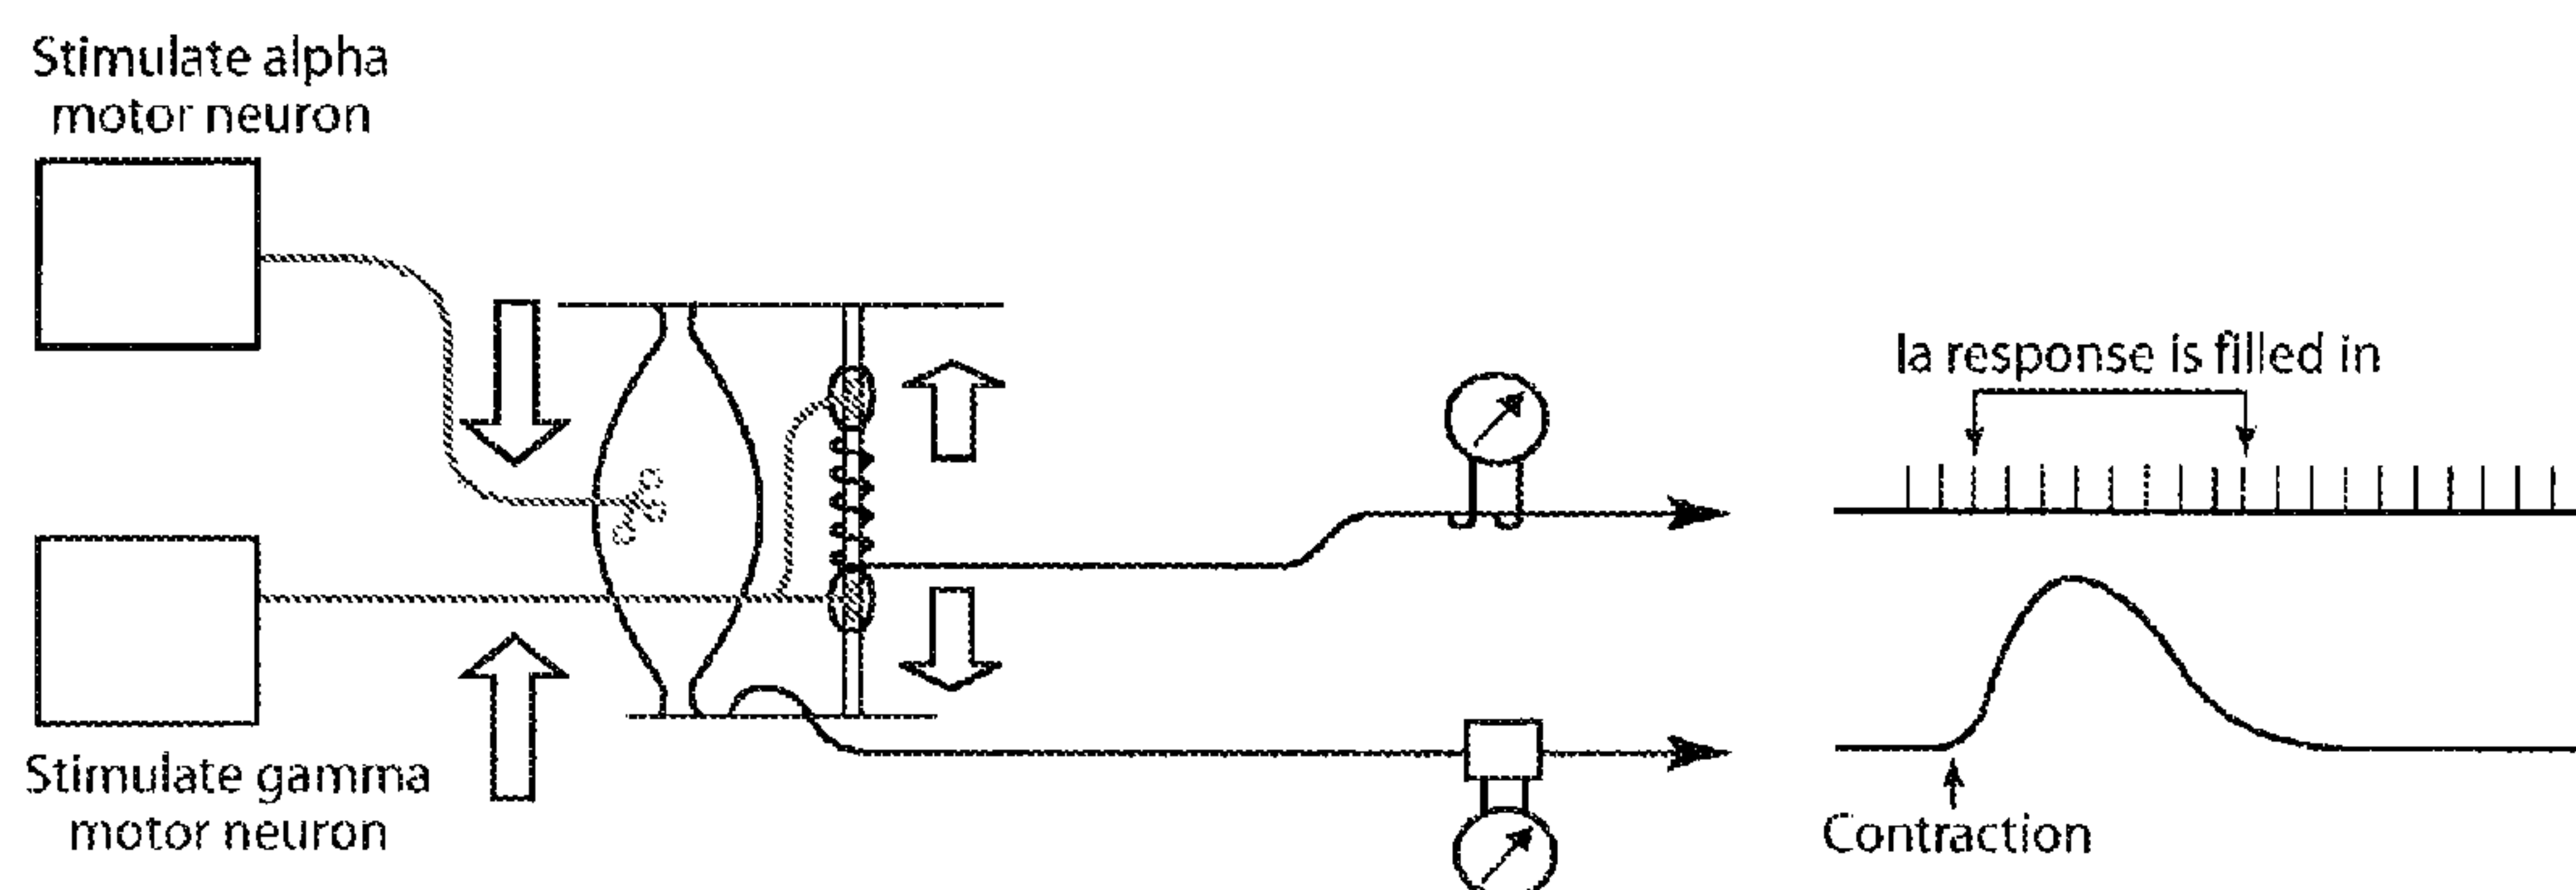 Stimulate alpha
motor neuron
Ia response is filled in
Stimulate gamma
motor neuron
Contraction